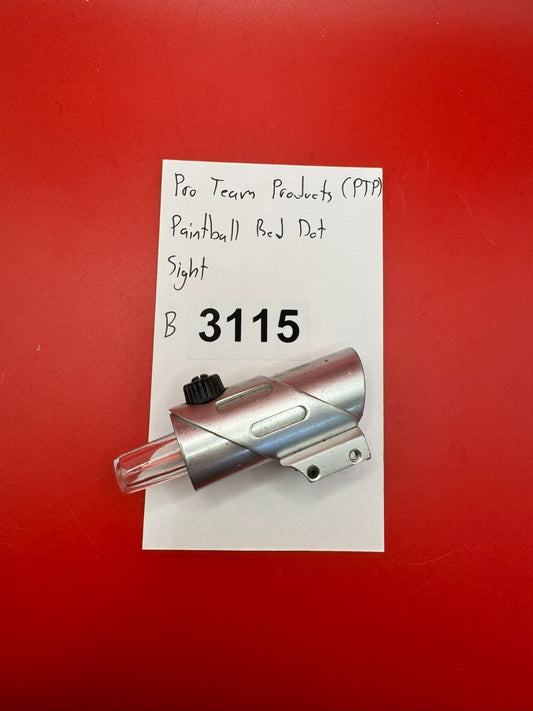 Pro Team Products (PTP)
Paintball Red Dot
Sight
B 3115